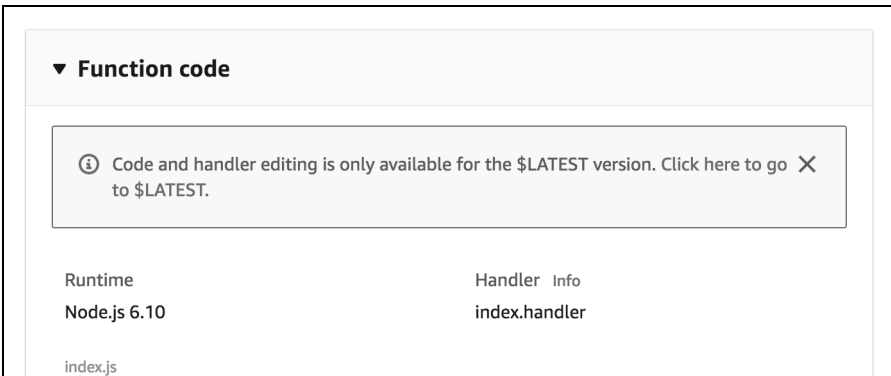 Function code
Code and handler editing is only available for the $LATEST version. Click here to go
to $LATEST.
Runtime
Handler Info
Node.js 6.10
index.handler
index.js